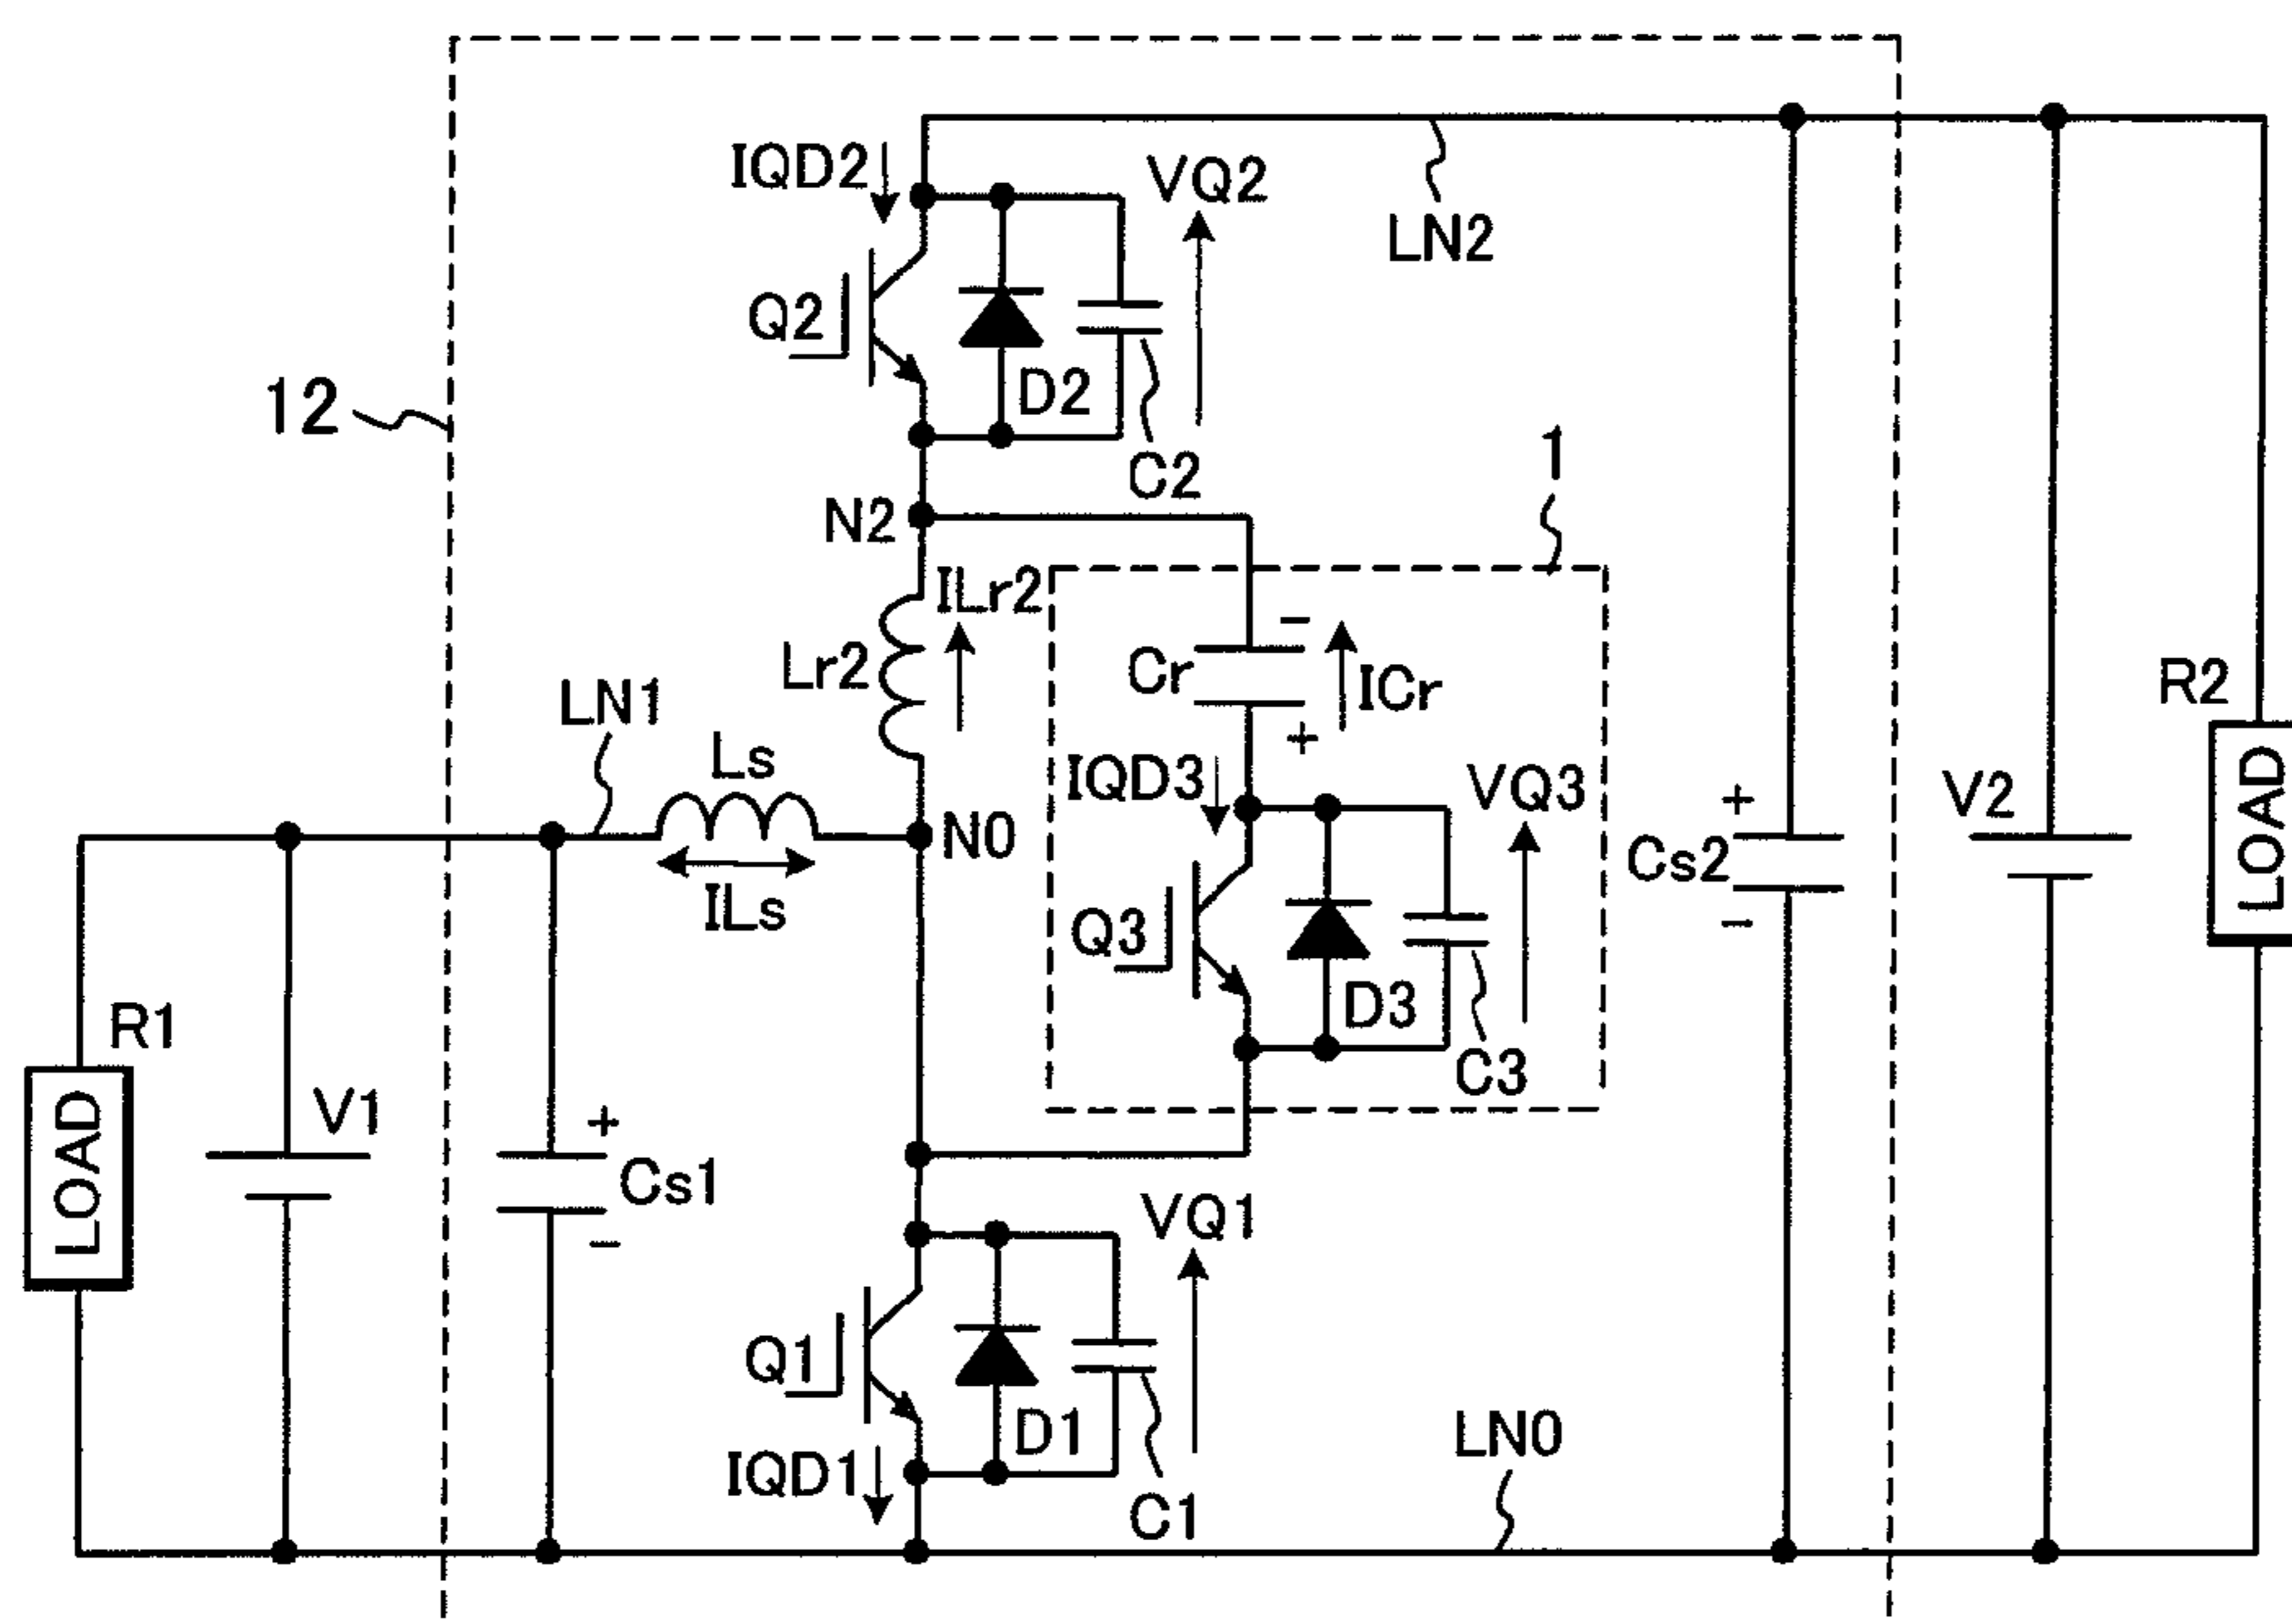 IQD2
VQ2
LN2
Q2
D2
C2
12
1
N2
ILr2
Lr2
-
Cr
ICr
+
LN1
Ls
ILs
N0
IQD3
VQ3
Q3
D3
C3
+
Cs2
-
V2
R2
LOAD
R1
LOAD
V1
+
Cs1
-
VQ1
Q1
D1
IQD1
C1
LN0